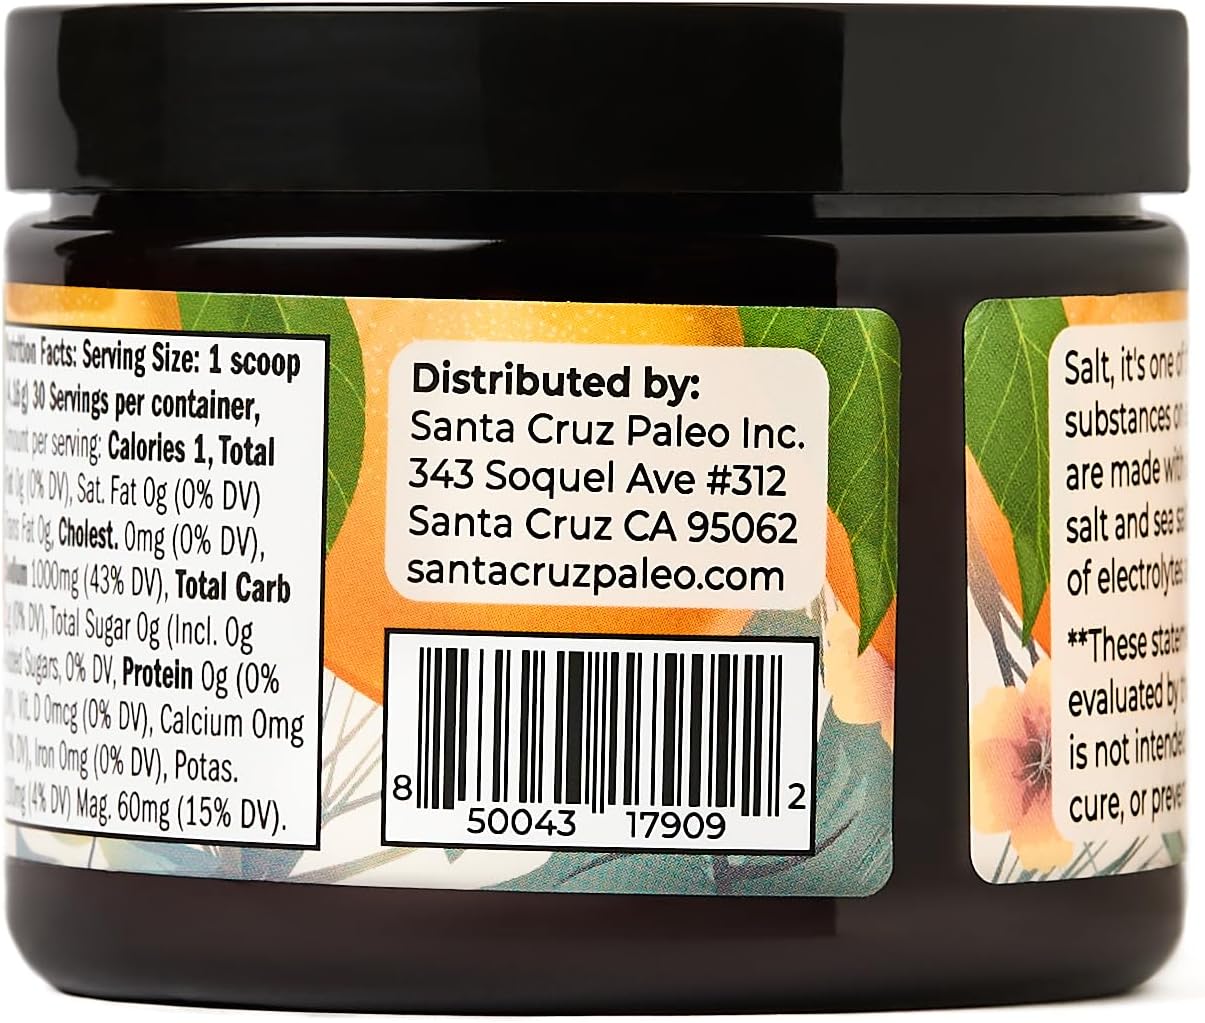 Nutrition Facts: Serving Size: 1 scoop
30 Servings per container,
Amount per serving: Calories 1, Total
Fat 0g (0% DV), Sat. Fat 0g (0% DV)
Trans Fat 0g, Cholest. 0mg (0% DV),
Sodium 1000mg (43% DV), Total Carb
(0% DV), Total Sugar 0g (Incl. 0g
Added Sugars, 0% DV, Protein 0g (0%
Vit. D 0mcg (0% DV), Calcium 0mg
DV), Iron 0mg (0% DV), Potas.
(4% DV) Mag. 60mg (15% DV).
Distributed by:
Santa Cruz Paleo Inc.
343 Soquel Ave #312
Santa Cruz CA 95062
santacruzpaleo.com
8 50043 17909 2
Salt, it's one of
substances
are made with
salt and sea
of electrolytes
**These
evaluated by
is not
cure, or